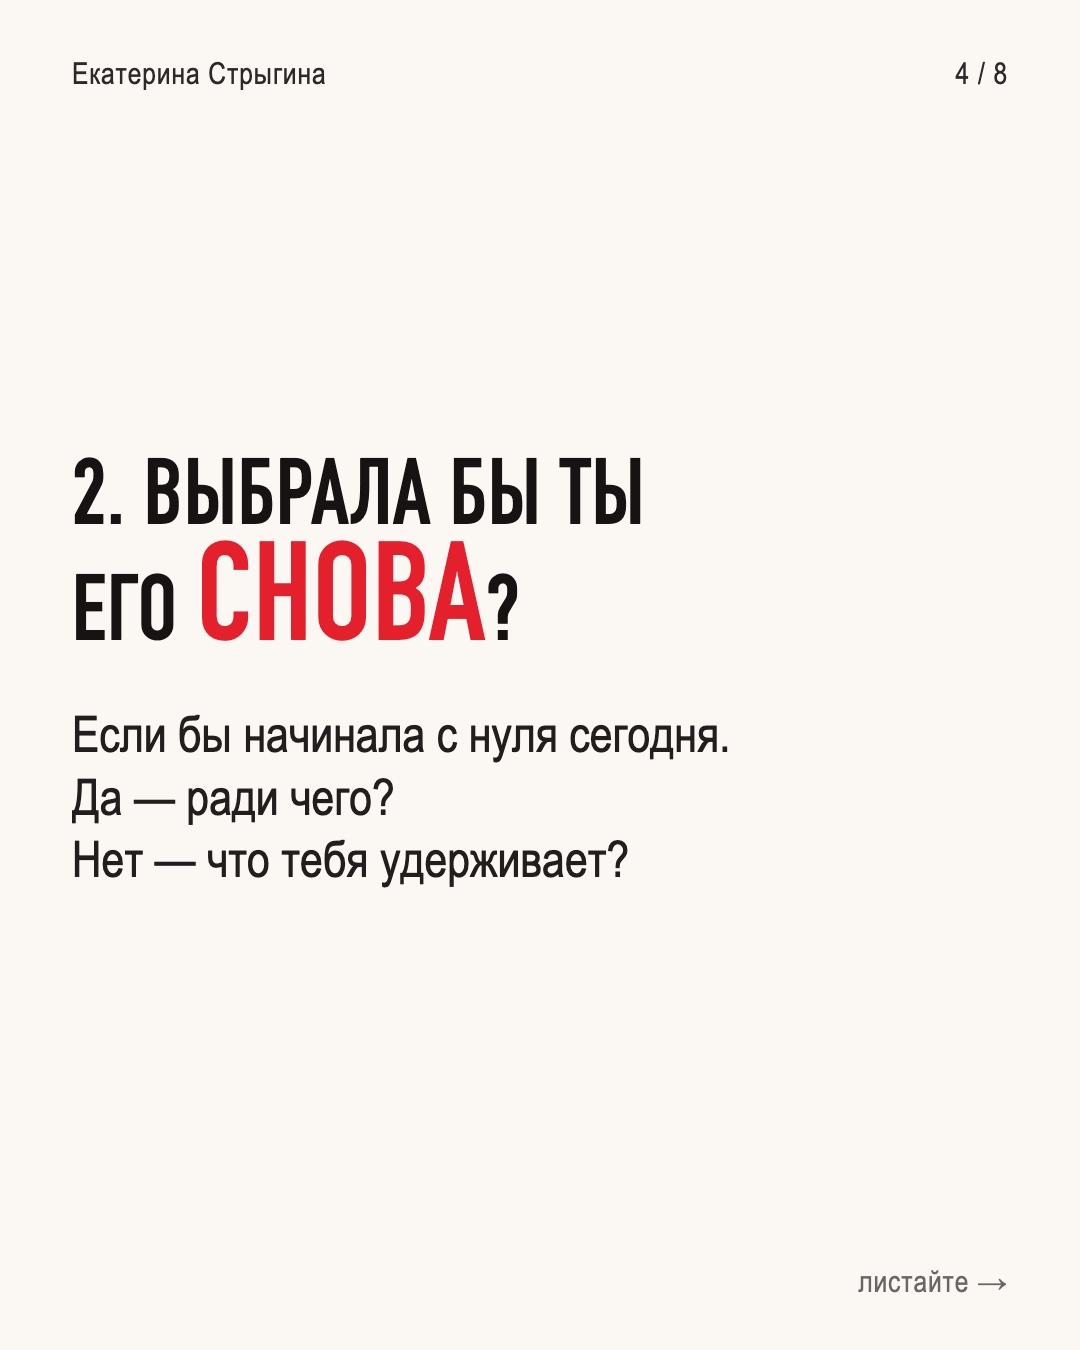 Екатерина Стрыгина
4 / 8
2. ВЫБРАЛА БЫ ТЫ
ЕГО СНОВА?
Если бы начинала с нуля сегодня.
Да — ради чего?
Нет — что тебя удерживает?
листайте →